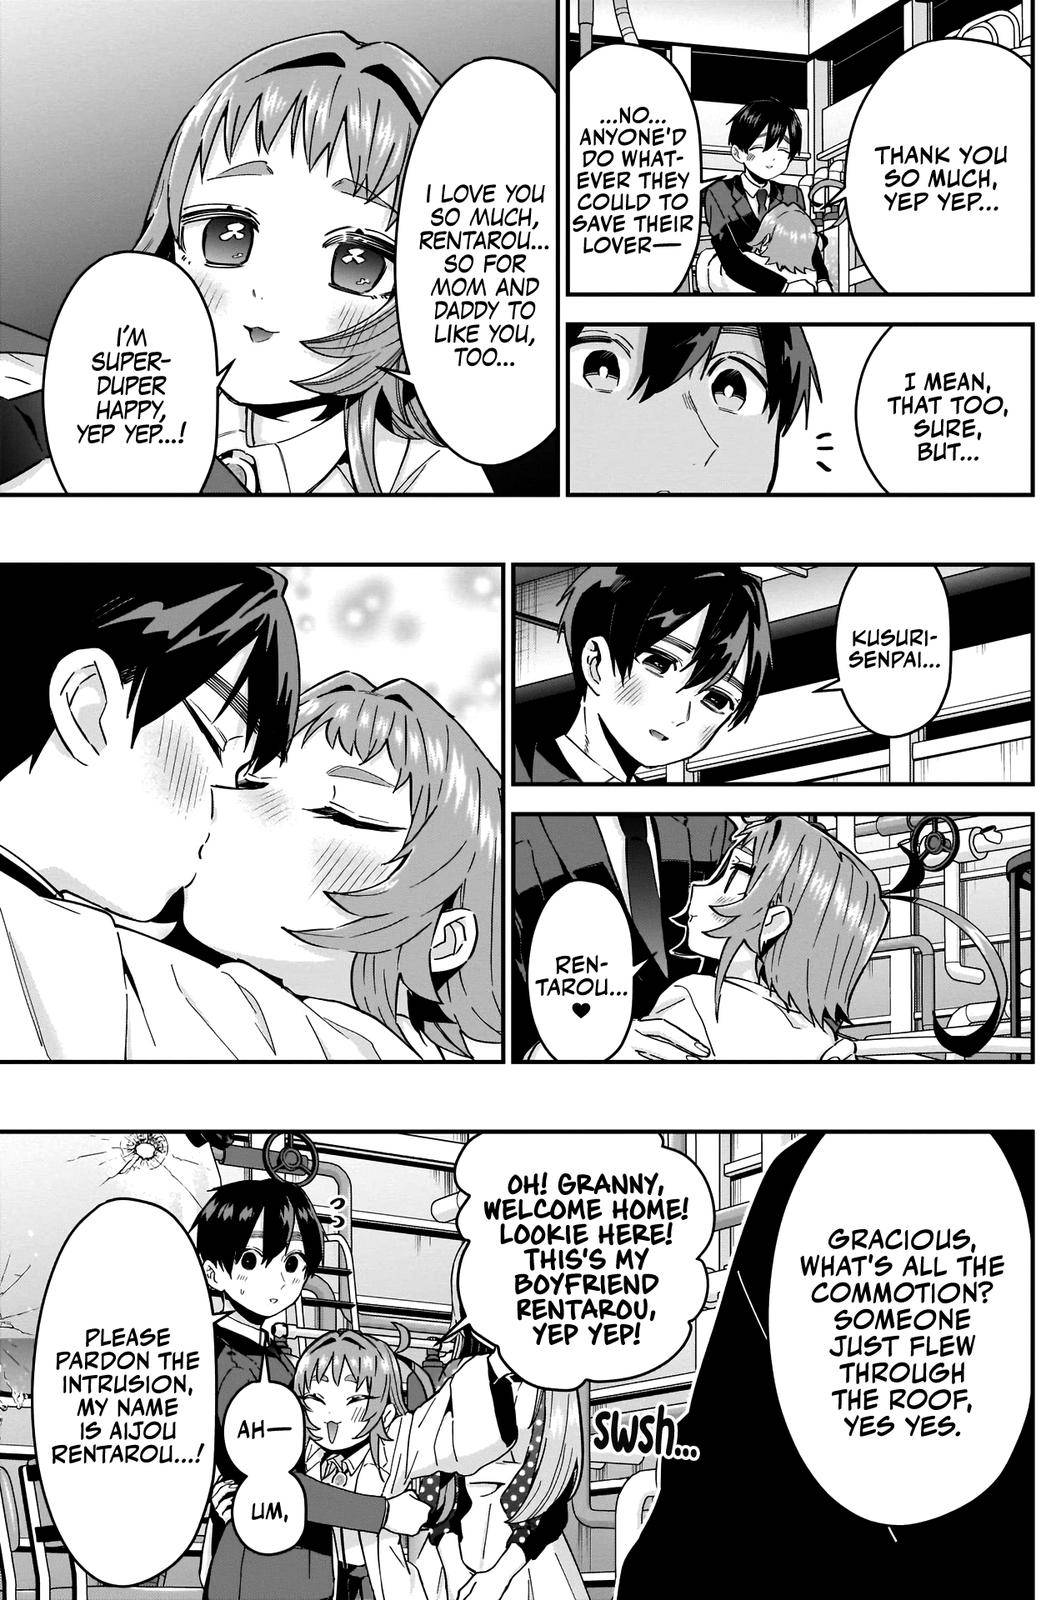 THANK YOU
SO MUCH,
YEP YEP...
...NO...
ANYONE'D
DO WHAT-
EVER THEY
COULD TO
SAVE THEIR
LOVER—
I MEAN,
THAT TOO,
SURE,
BUT...
I LOVE YOU
SO MUCH,
RENTAROU...
SO FOR
MOM AND
DADDY TO
LIKE YOU,
TOO...
I'M
SUPER-
DUPER
HAPPY,
YEP YEP...!
KUSURI-
SENPAI...
REN-
TAROU...
♥
GRACIOUS,
WHAT'S ALL THE
COMMOTION?
SOMEONE
JUST FLEW
THROUGH
THE ROOF,
YES YES.
SWSH...
OH! GRANNY,
WELCOME HOME!
LOOKIE HERE!
THIS'S MY
BOYFRIEND
RENTAROU,
YEP YEP!
AH—
UM,
PLEASE
PARDON THE
INTRUSION,
MY NAME
IS AIJOU
RENTAROU...!